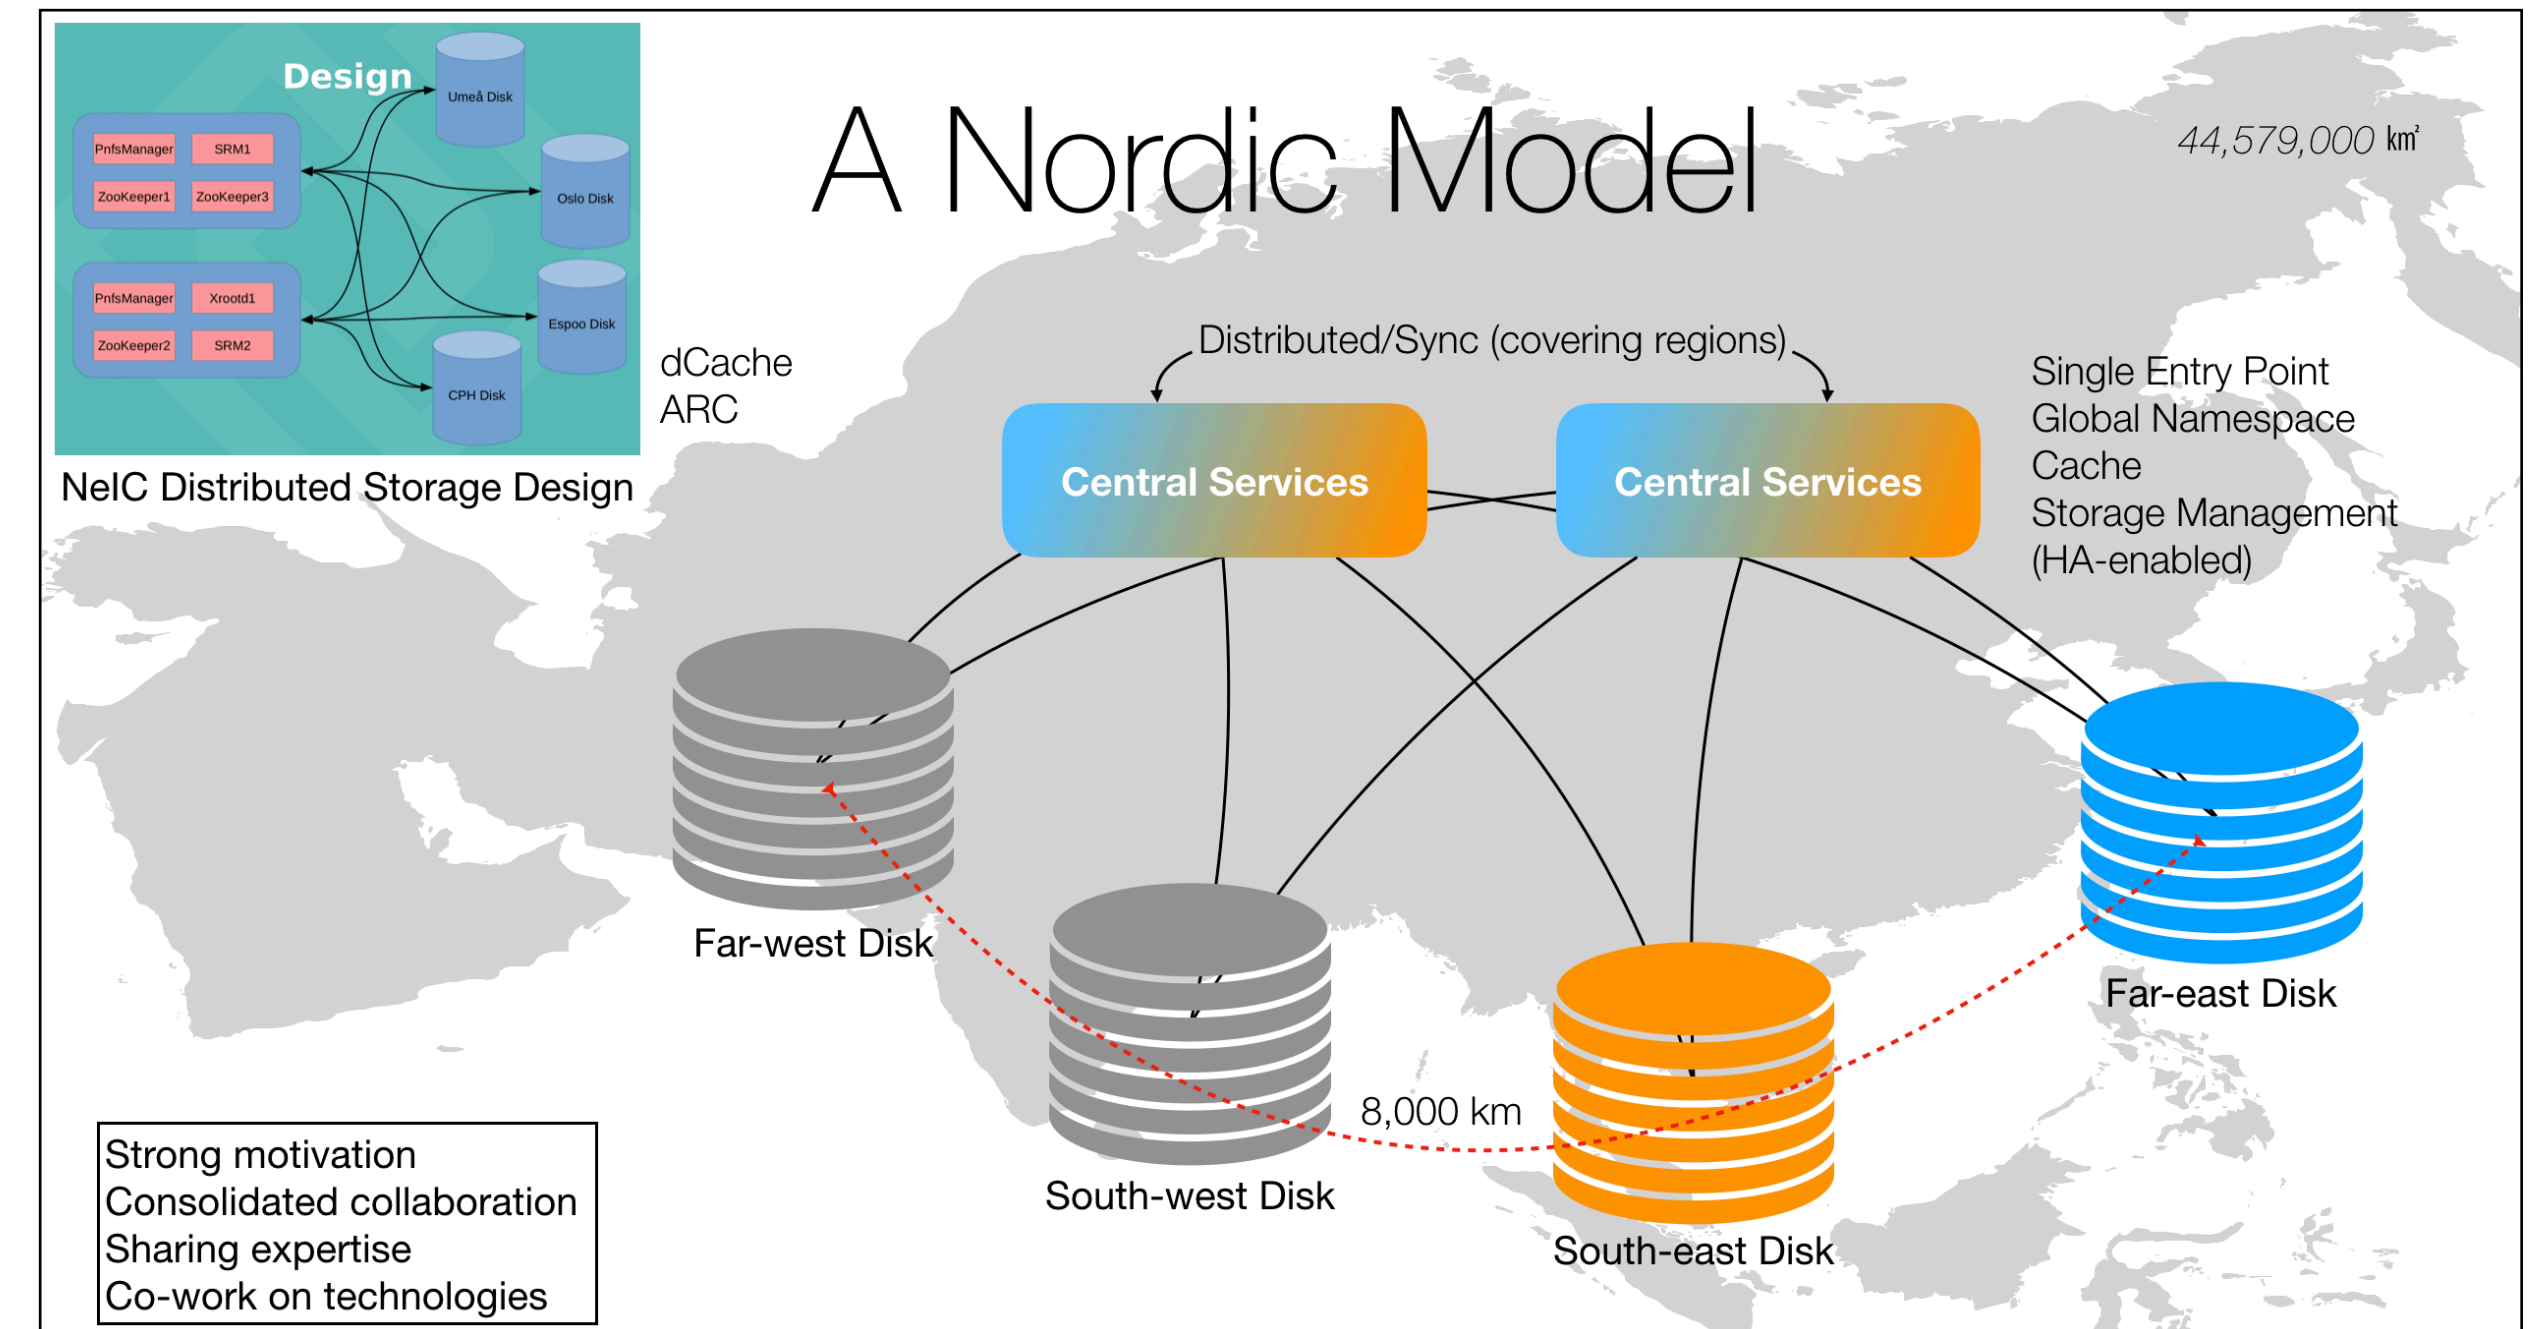 Design
Umeå Disk
PnfsManager
SRM1
ZooKeeper1
ZooKeeper3
Oslo Disk
PnfsManager
Xrootd1
ZooKeeper2
SRM2
Espoo Disk
CPH Disk
NeIC Distributed Storage Design
dCache
ARC
A Nordic Model
44,579,000 km²
Distributed/Sync (covering regions)
Central Services
Central Services
Single Entry Point
Global Namespace
Cache
Storage Management
(HA-enabled)
Far-west Disk
South-west Disk
8,000 km
South-east Disk
Far-east Disk
Strong motivation
Consolidated collaboration
Sharing expertise
Co-work on technologies